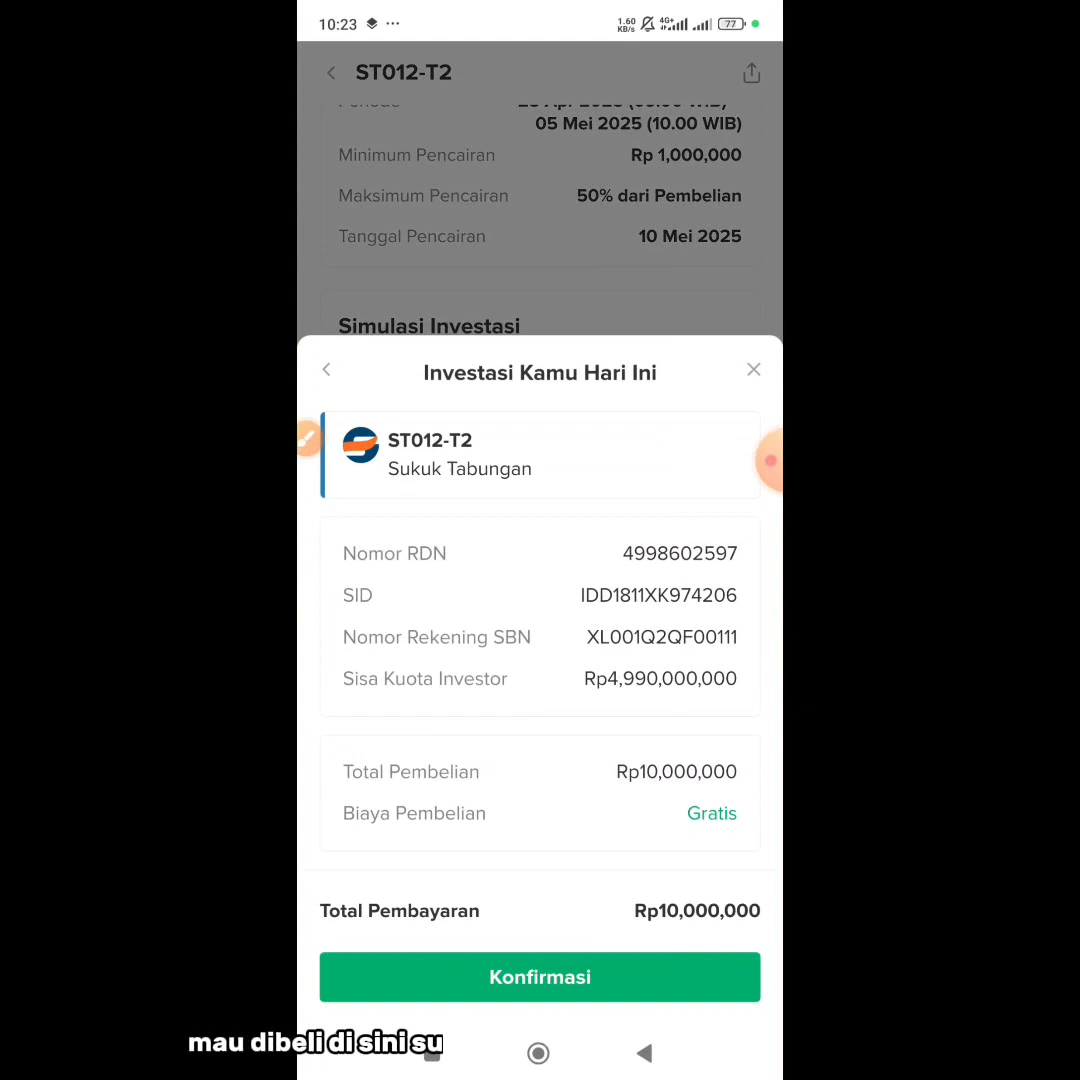 10:23
1.60 KB/s 4G+ 77
ST012-T2
05 Mei 2025 (10.00 WIB)
Minimum Pencairan Rp 1,000,000
Maksimum Pencairan 50% dari Pembelian
Tanggal Pencairan 10 Mei 2025
Simulasi Investasi
Investasi Kamu Hari Ini
ST012-T2
Sukuk Tabungan
Nomor RDN 4998602597
SID IDD1811XK974206
Nomor Rekening SBN XL001Q2QF00111
Sisa Kuota Investor Rp4,990,000,000
Total Pembelian Rp10,000,000
Biaya Pembelian Gratis
Total Pembayaran Rp10,000,000
Konfirmasi
mau dibeli di sini su